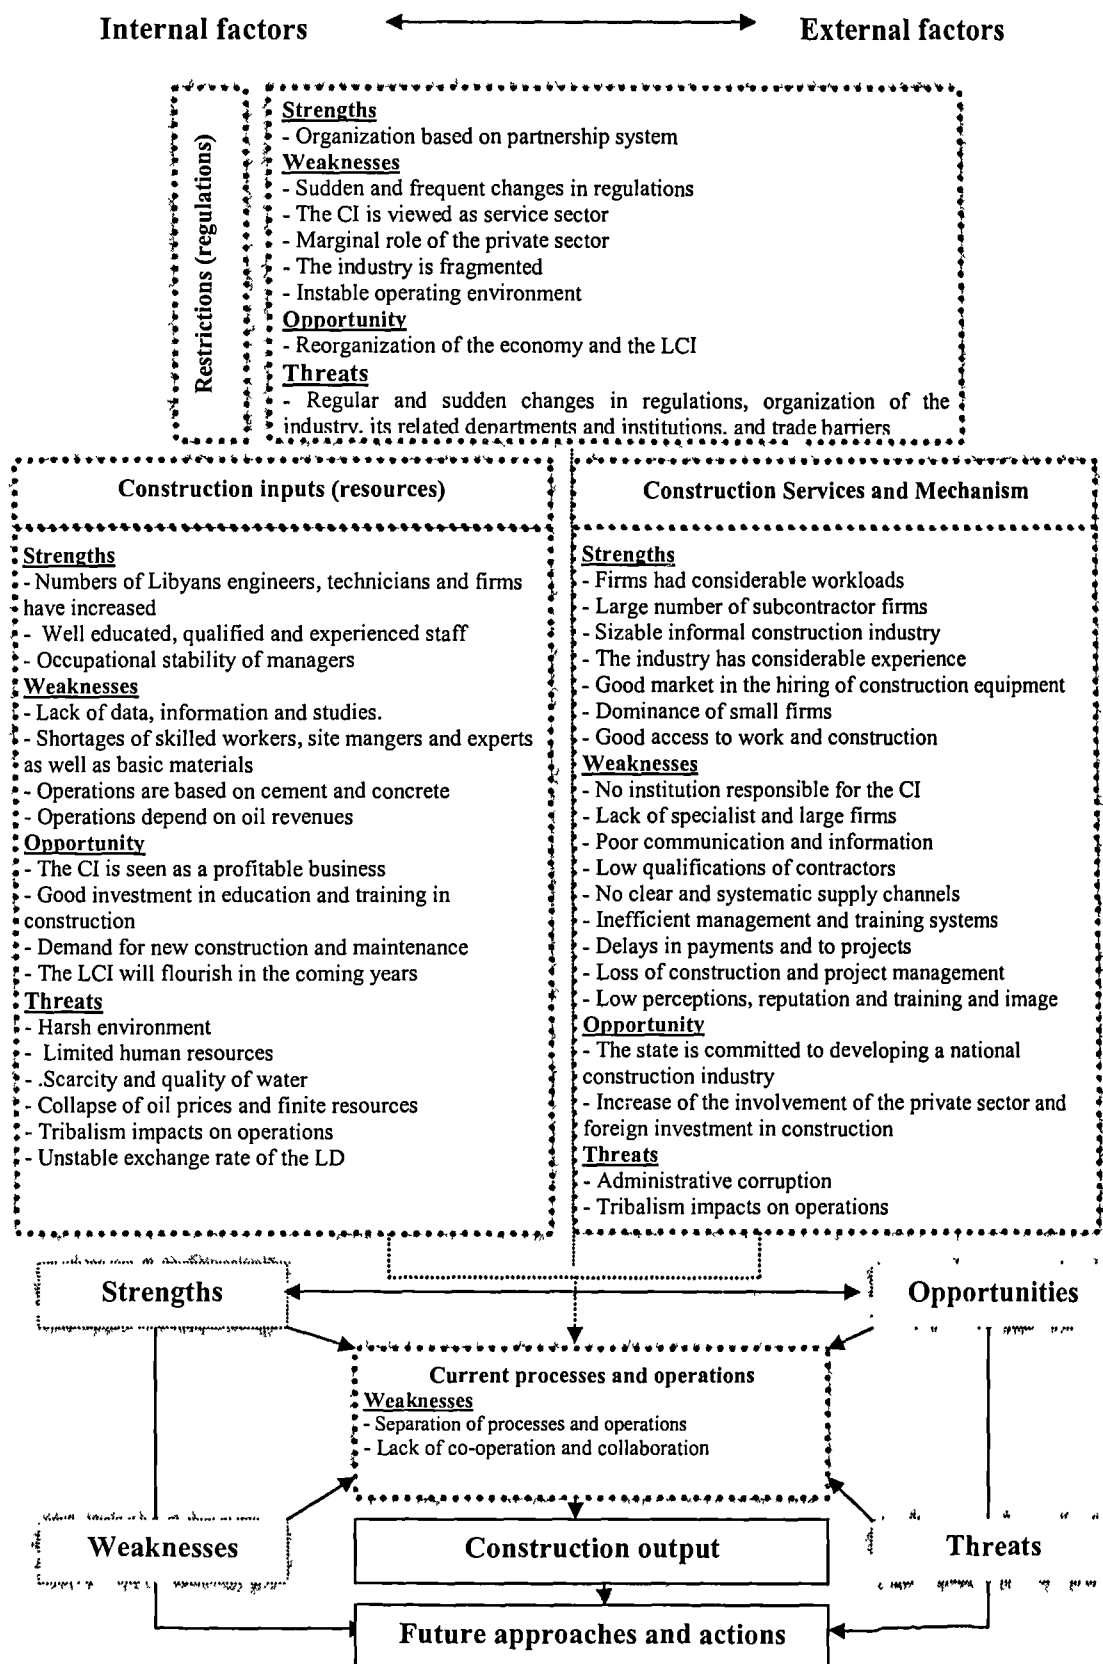 Internal factors
External factors
Restrictions (regulations)
Strengths
- Organization based on partnership system
Weaknesses
- Sudden and frequent changes in regulations
- The CI is viewed as service sector
- Marginal role of the private sector
- The industry is fragmented
- Instable operating environment
Opportunity
- Reorganization of the economy and the LCI
Threats
- Regular and sudden changes in regulations, organization of the
industry, its related departments and institutions, and trade barriers
Construction inputs (resources)
Strengths
- Numbers of Libyans engineers, technicians and firms
have increased
- Well educated, qualified and experienced staff
- Occupational stability of managers
Weaknesses
- Lack of data, information and studies.
- Shortages of skilled workers, site mangers and experts
as well as basic materials
- Operations are based on cement and concrete
- Operations depend on oil revenues
Opportunity
- The CI is seen as a profitable business
- Good investment in education and training in
construction
- Demand for new construction and maintenance
- The LCI will flourish in the coming years
Threats
- Harsh environment
- Limited human resources
- .Scarcity and quality of water
- Collapse of oil prices and finite resources
- Tribalism impacts on operations
- Unstable exchange rate of the LD
Construction Services and Mechanism
Strengths
- Firms had considerable workloads
- Large number of subcontractor firms
- Sizable informal construction industry
- The industry has considerable experience
- Good market in the hiring of construction equipment
- Dominance of small firms
- Good access to work and construction
Weaknesses
- No institution responsible for the CI
- Lack of specialist and large firms
- Poor communication and information
- Low qualifications of contractors
- No clear and systematic supply channels
- Inefficient management and training systems
- Delays in payments and to projects
- Loss of construction and project management
- Low perceptions, reputation and training and image
Opportunity
- The state is committed to developing a national
construction industry
- Increase of the involvement of the private sector and
foreign investment in construction
Threats
- Administrative corruption
- Tribalism impacts on operations
Strengths
Opportunities
Current processes and operations
Weaknesses
- Separation of processes and operations
- Lack of co-operation and collaboration
Weaknesses
Construction output
Threats
Future approaches and actions